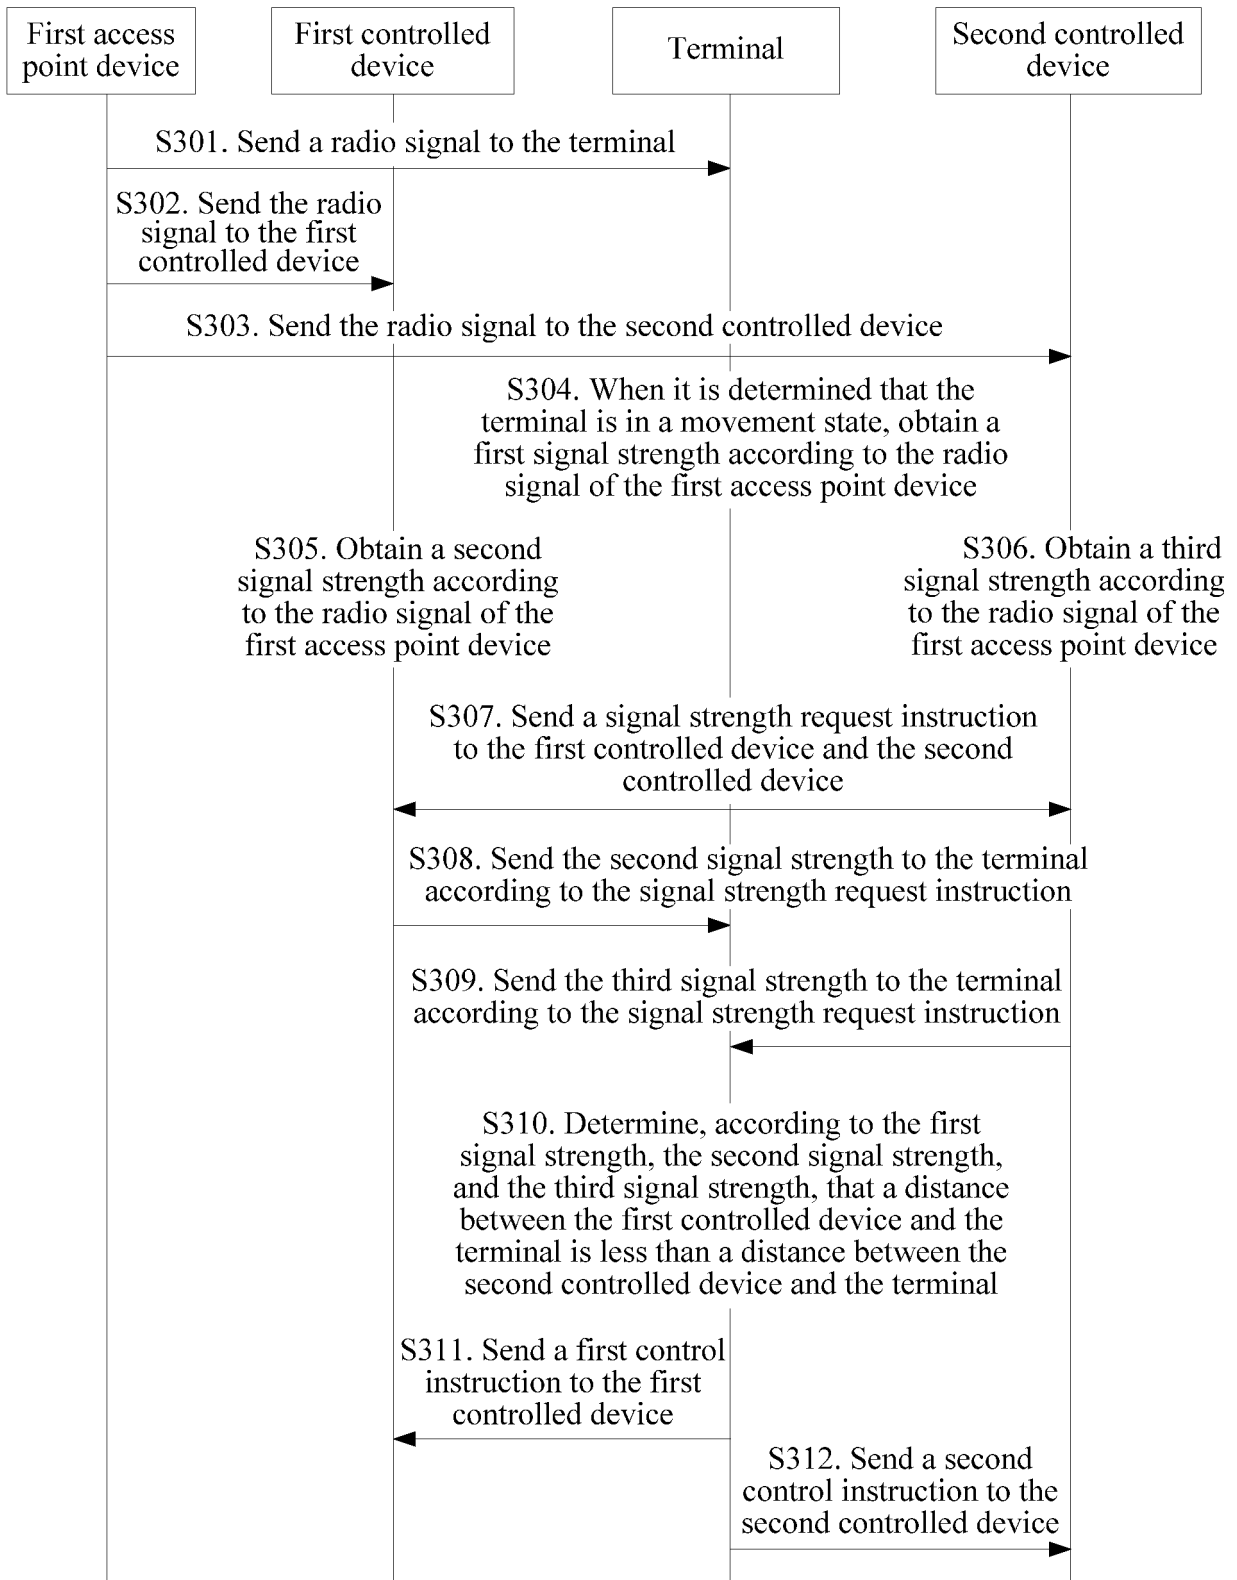 First access
point device
First controlled
device
Terminal
Second controlled
device
S301. Send a radio signal to the terminal
S302. Send the radio
signal to the first
controlled device
S303. Send the radio signal to the second controlled device
S304. When it is determined that the
terminal is in a movement state, obtain a
first signal strength according to the radio
signal of the first access point device
S305. Obtain a second
signal strength according
to the radio signal of the
first access point device
S306. Obtain a third
signal strength according
to the radio signal of the
first access point device
S307. Send a signal strength request instruction
to the first controlled device and the second
controlled device
S308. Send the second signal strength to the terminal
according to the signal strength request instruction
S309. Send the third signal strength to the terminal
according to the signal strength request instruction
S310. Determine, according to the first
signal strength, the second signal strength,
and the third signal strength, that a distance
between the first controlled device and the
terminal is less than a distance between the
second controlled device and the terminal
S311. Send a first control
instruction to the first
controlled device
S312. Send a second
control instruction to the
second controlled device